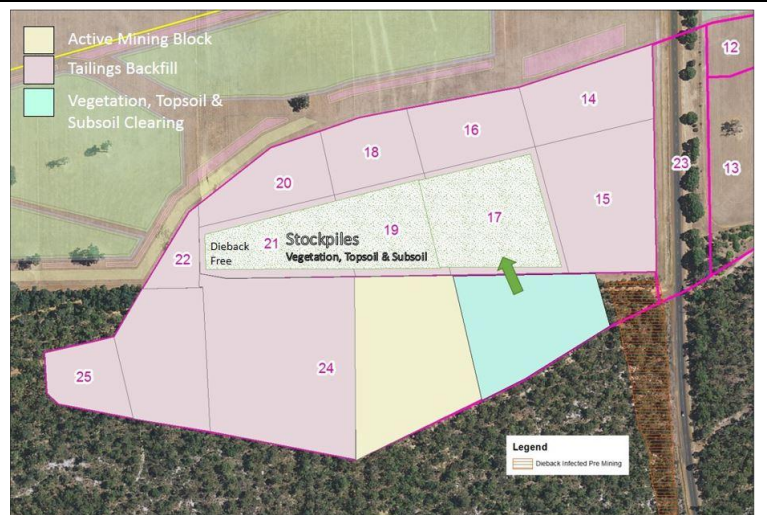 Active Mining Block
Tailings Backfill
Vegetation, Topsoil &
Subsoil Clearing
12
14
16
18
23
13
20
15
17
19
21
Stockpiles
Dieback
Free
Vegetation, Topsoil & Subsoil
22
24
25
Legend
Dieback Infected Pre Mining